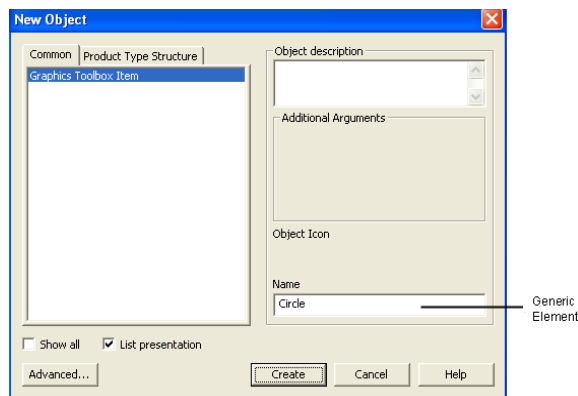 New Object
Common
Product Type Structure
Graphics Toolbox Item
Object description
Additional Arguments
Object Icon
Name
Circle
Generic
Element
Show all
List presentation
Advanced...
Create
Cancel
Help